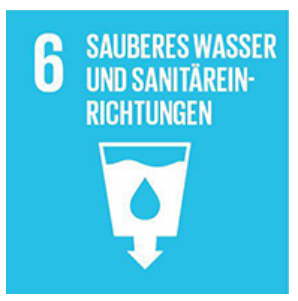 6 SAUBERES WASSER
UND SANITÄREIN-
RICHTUNGEN